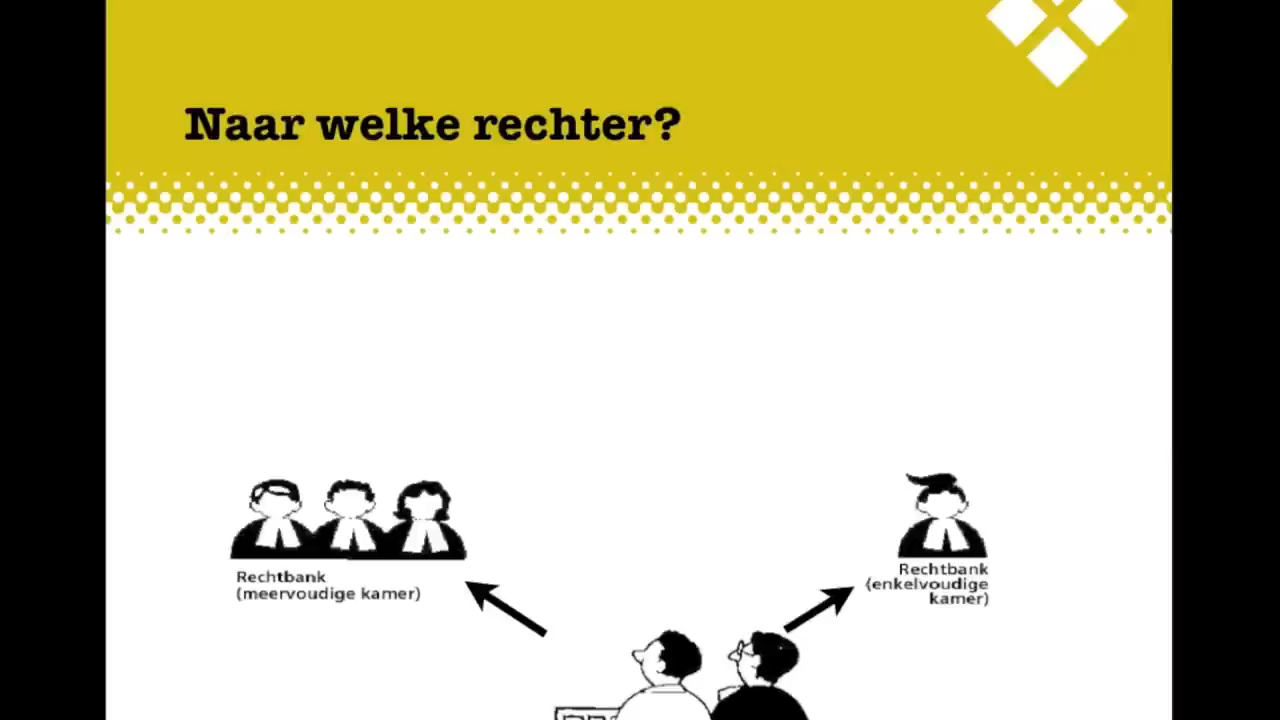 Naar welke rechter?
Rechtbank
(meervoudige kamer)
Rechtbank
(enkelvoudige
kamer)